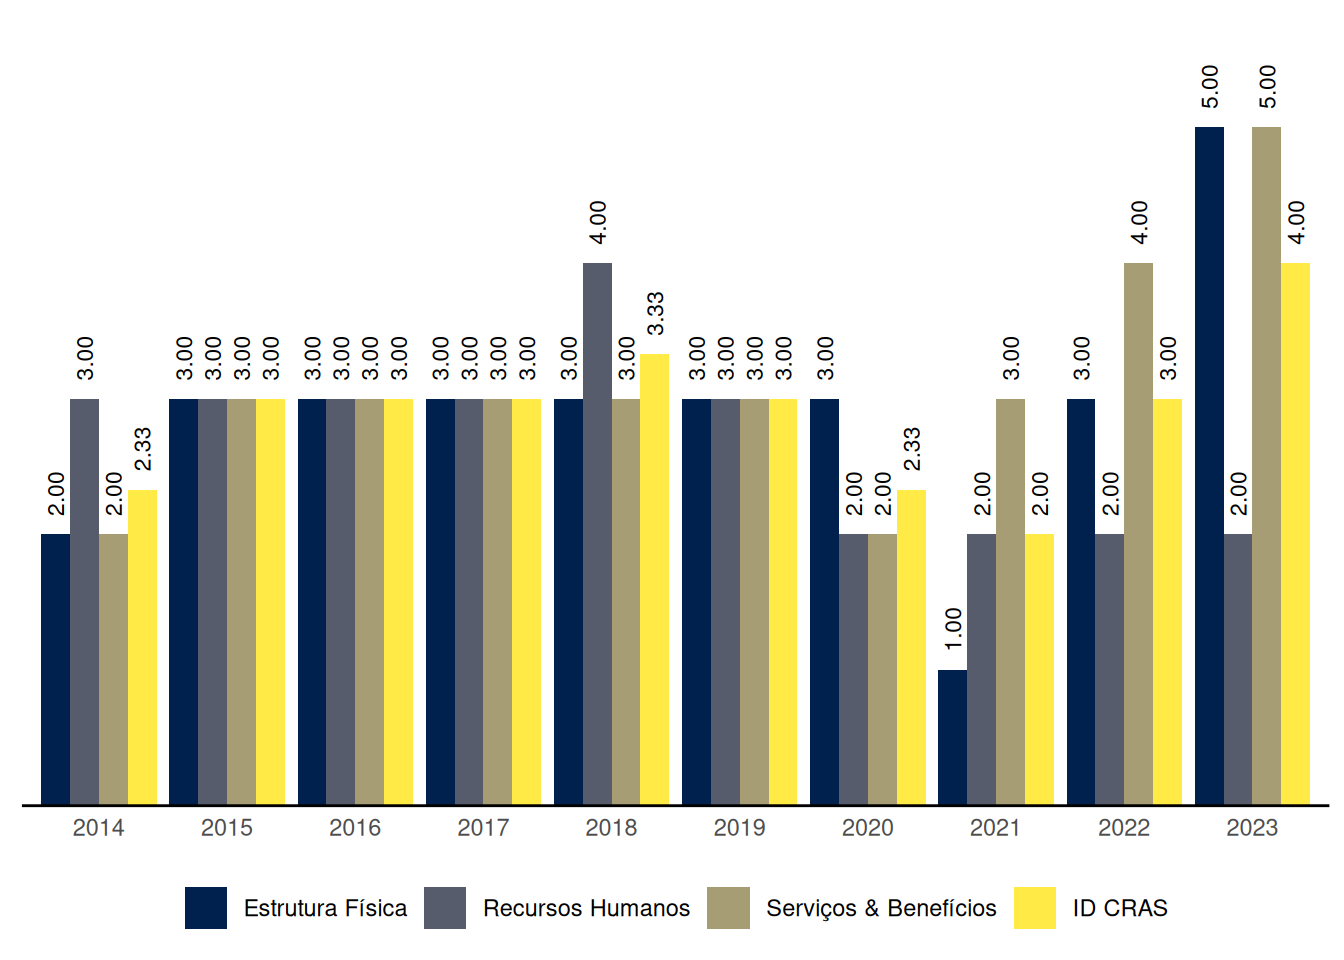 5.00 5.00
4.00 4.00 4.00
3.33
3.00 3.00 3.00 3.00 3.00 3.00 3.00 3.00 3.00 3.00 3.00 3.00 3.00 3.00 3.00 3.00 3.00 3.00 3.00 3.00 3.00 3.00 3.00
2.33 2.33
2.00 2.00 2.00 2.00 2.00 2.00 2.00 2.00
1.00
2014 2015 2016 2017 2018 2019 2020 2021 2022 2023
Estrutura Física Recursos Humanos Serviços & Benefícios ID CRAS